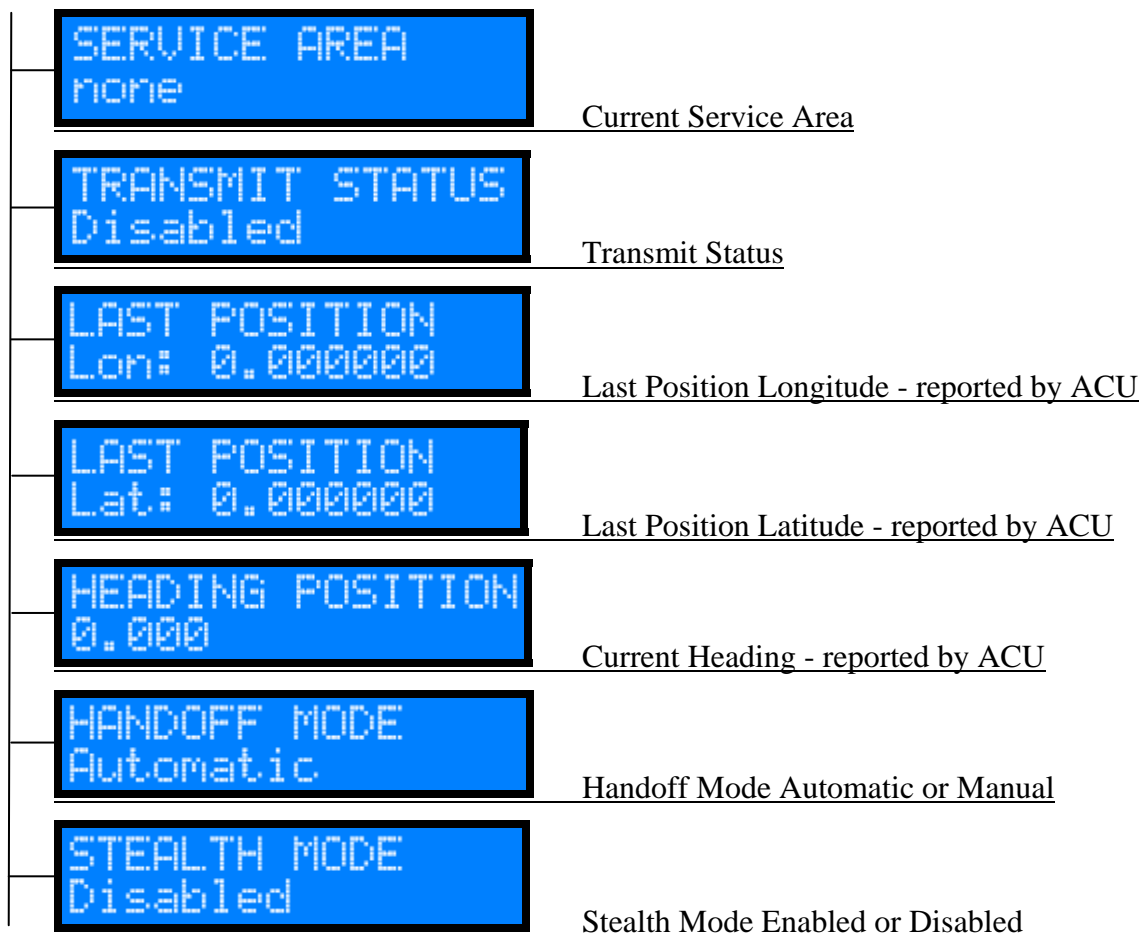 SERVICE AREA
none
Current Service Area
TRANSMIT STATUS
Disabled
Transmit Status
LAST POSITION
Lon: 0.000000
Last Position Longitude - reported by ACU
LAST POSITION
Lat: 0.000000
Last Position Latitude - reported by ACU
HEADING POSITION
0.000
Current Heading - reported by ACU
HANDOFF MODE
Automatic
Handoff Mode Automatic or Manual
STEALTH MODE
Disabled
Stealth Mode Enabled or Disabled